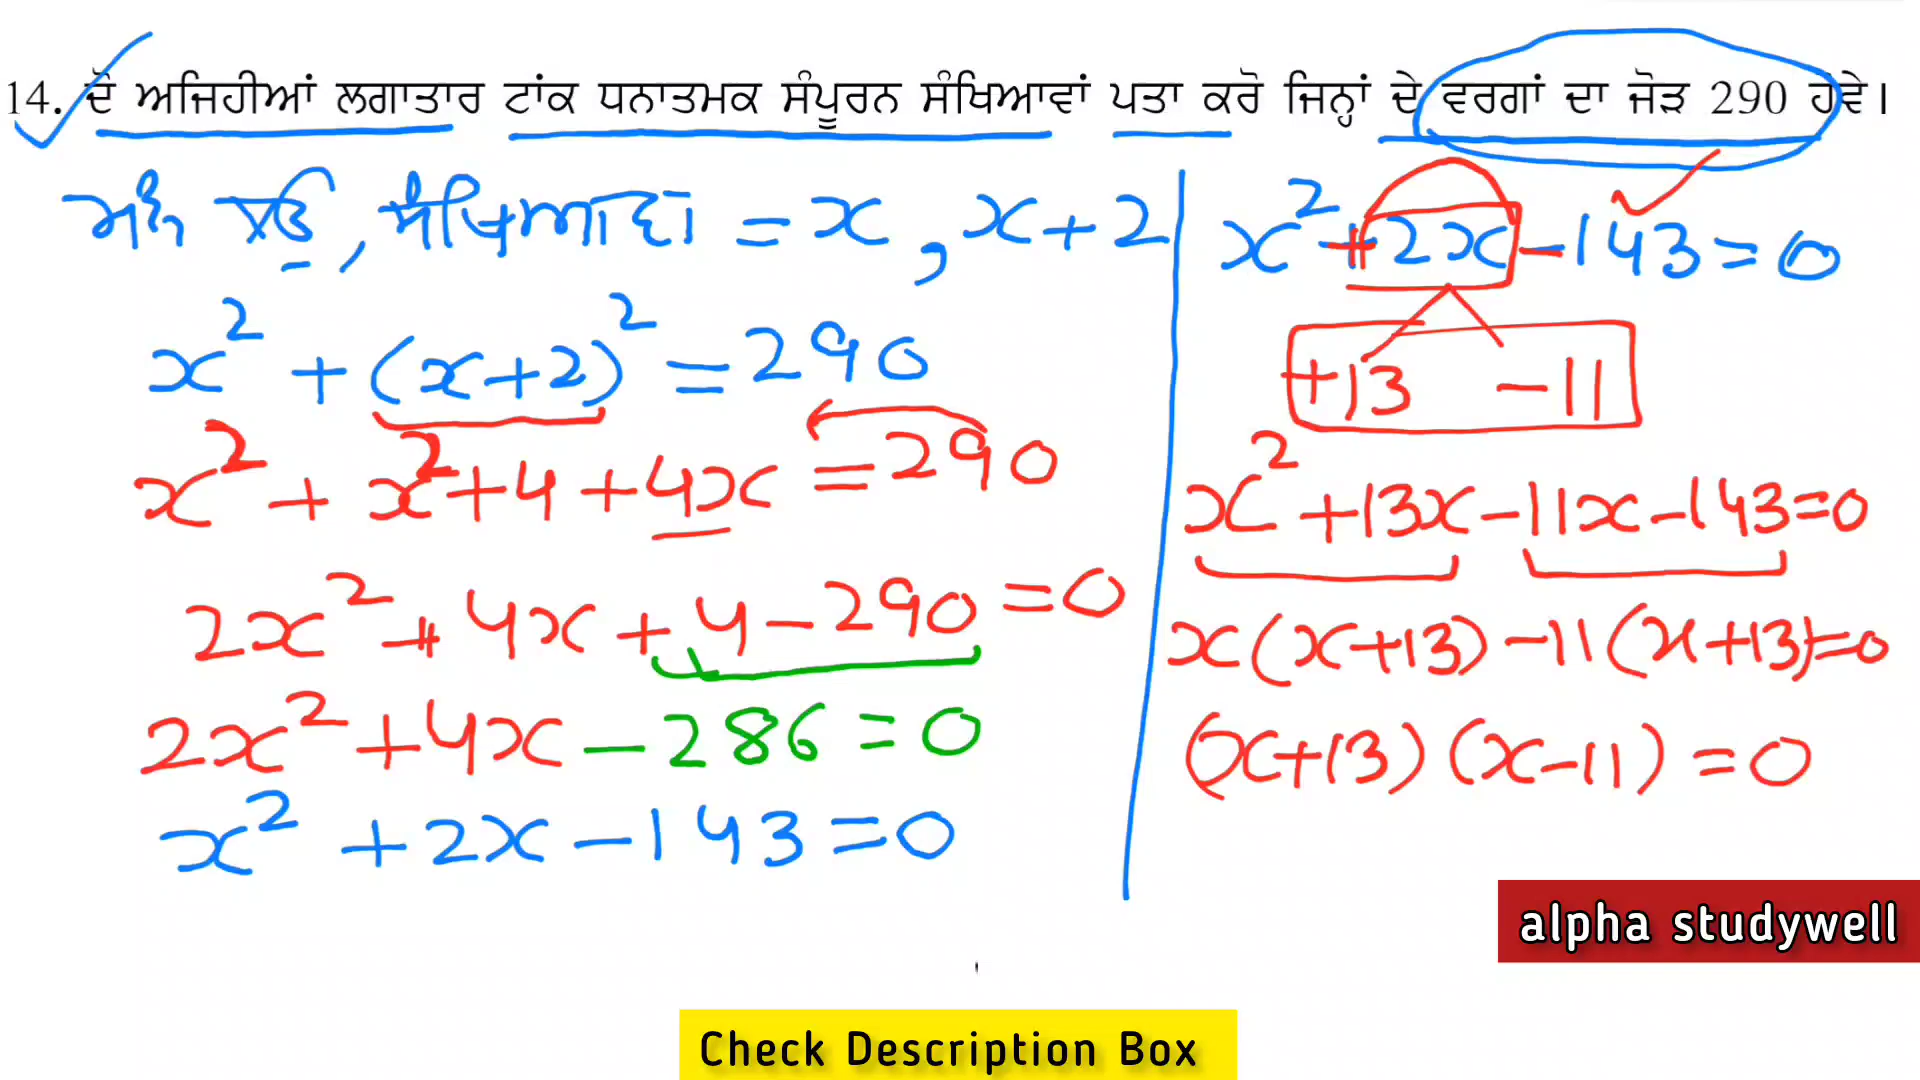 14. ਦੋ ਅਜਿਹੀਆਂ ਲਗਾਤਾਰ ਟਾਂਕ ਧਨਾਤਮਕ ਸੰਪੂਰਨ ਸੰਖਿਆਵਾਂ ਪਤਾ ਕਰੋ ਜਿਨ੍ਹਾਂ ਦੇ ਵਰਗਾਂ ਦਾ ਜੋੜ 290 ਹੋਵੇ।
ਮੰਨ ਲਉ, ਸੰਖਿਆਵਾਂ = x, x+2
x² + (x+2)² = 290
x² + x² + 4 + 4x = 290
2x² + 4x + 4 - 290 = 0
2x² + 4x - 286 = 0
x² + 2x - 143 = 0
x² + 2x - 143 = 0
+13 -11
x² + 13x - 11x - 143 = 0
x(x+13) - 11(x+13) = 0
(x+13)(x-11) = 0
alpha studywell
Check Description Box